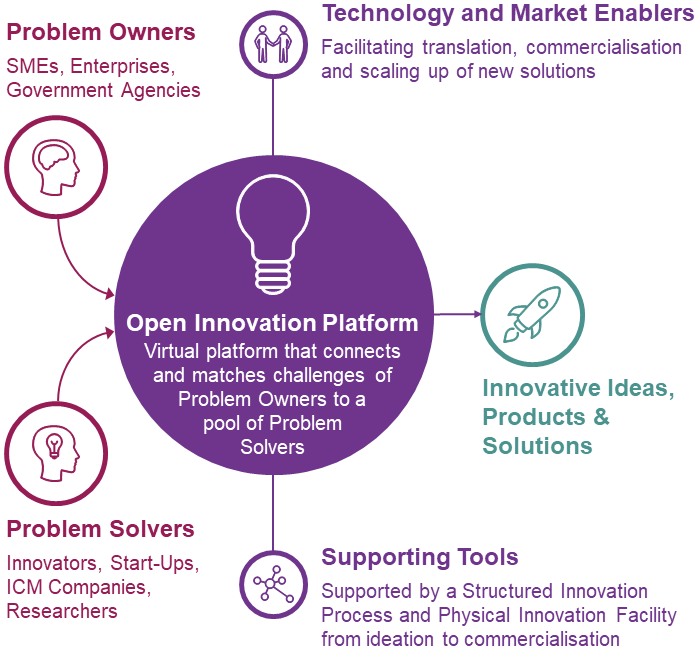 Problem Owners
SMEs, Enterprises,
Government Agencies
Technology and Market Enablers
Facilitating translation, commercialisation
and scaling up of new solutions
Open Innovation Platform
Virtual platform that connects
and matches challenges of
Problem Owners to a
pool of Problem
Solvers
Innovative Ideas,
Products &
Solutions
Problem Solvers
Innovators, Start-Ups,
ICM Companies,
Researchers
Supporting Tools
Supported by a Structured Innovation
Process and Physical Innovation Facility
from ideation to commercialisation